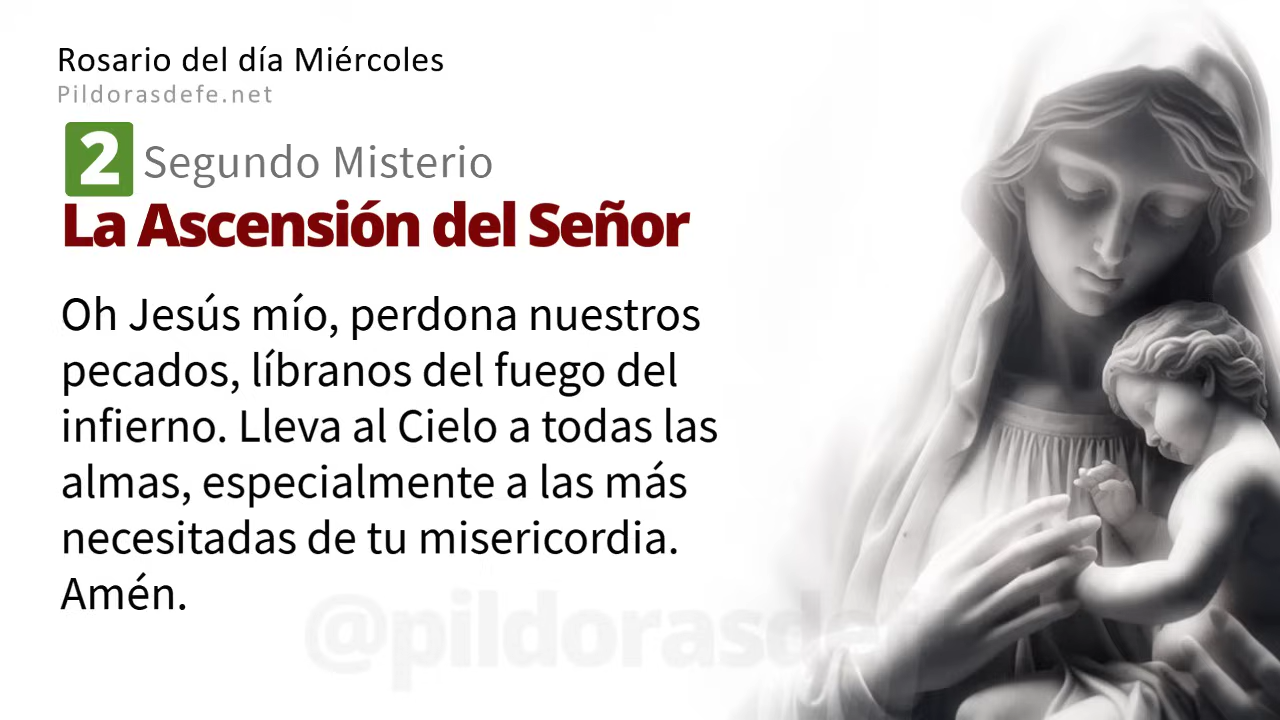 Rosario del día Miércoles
Pildorasdefe.net
2 Segundo Misterio
La Ascensión del Señor
Oh Jesús mío, perdona nuestros
pecados, líbranos del fuego del
infierno. Lleva al Cielo a todas las
almas, especialmente a las más
necesitadas de tu misericordia.
Amén.
@pildorasdef